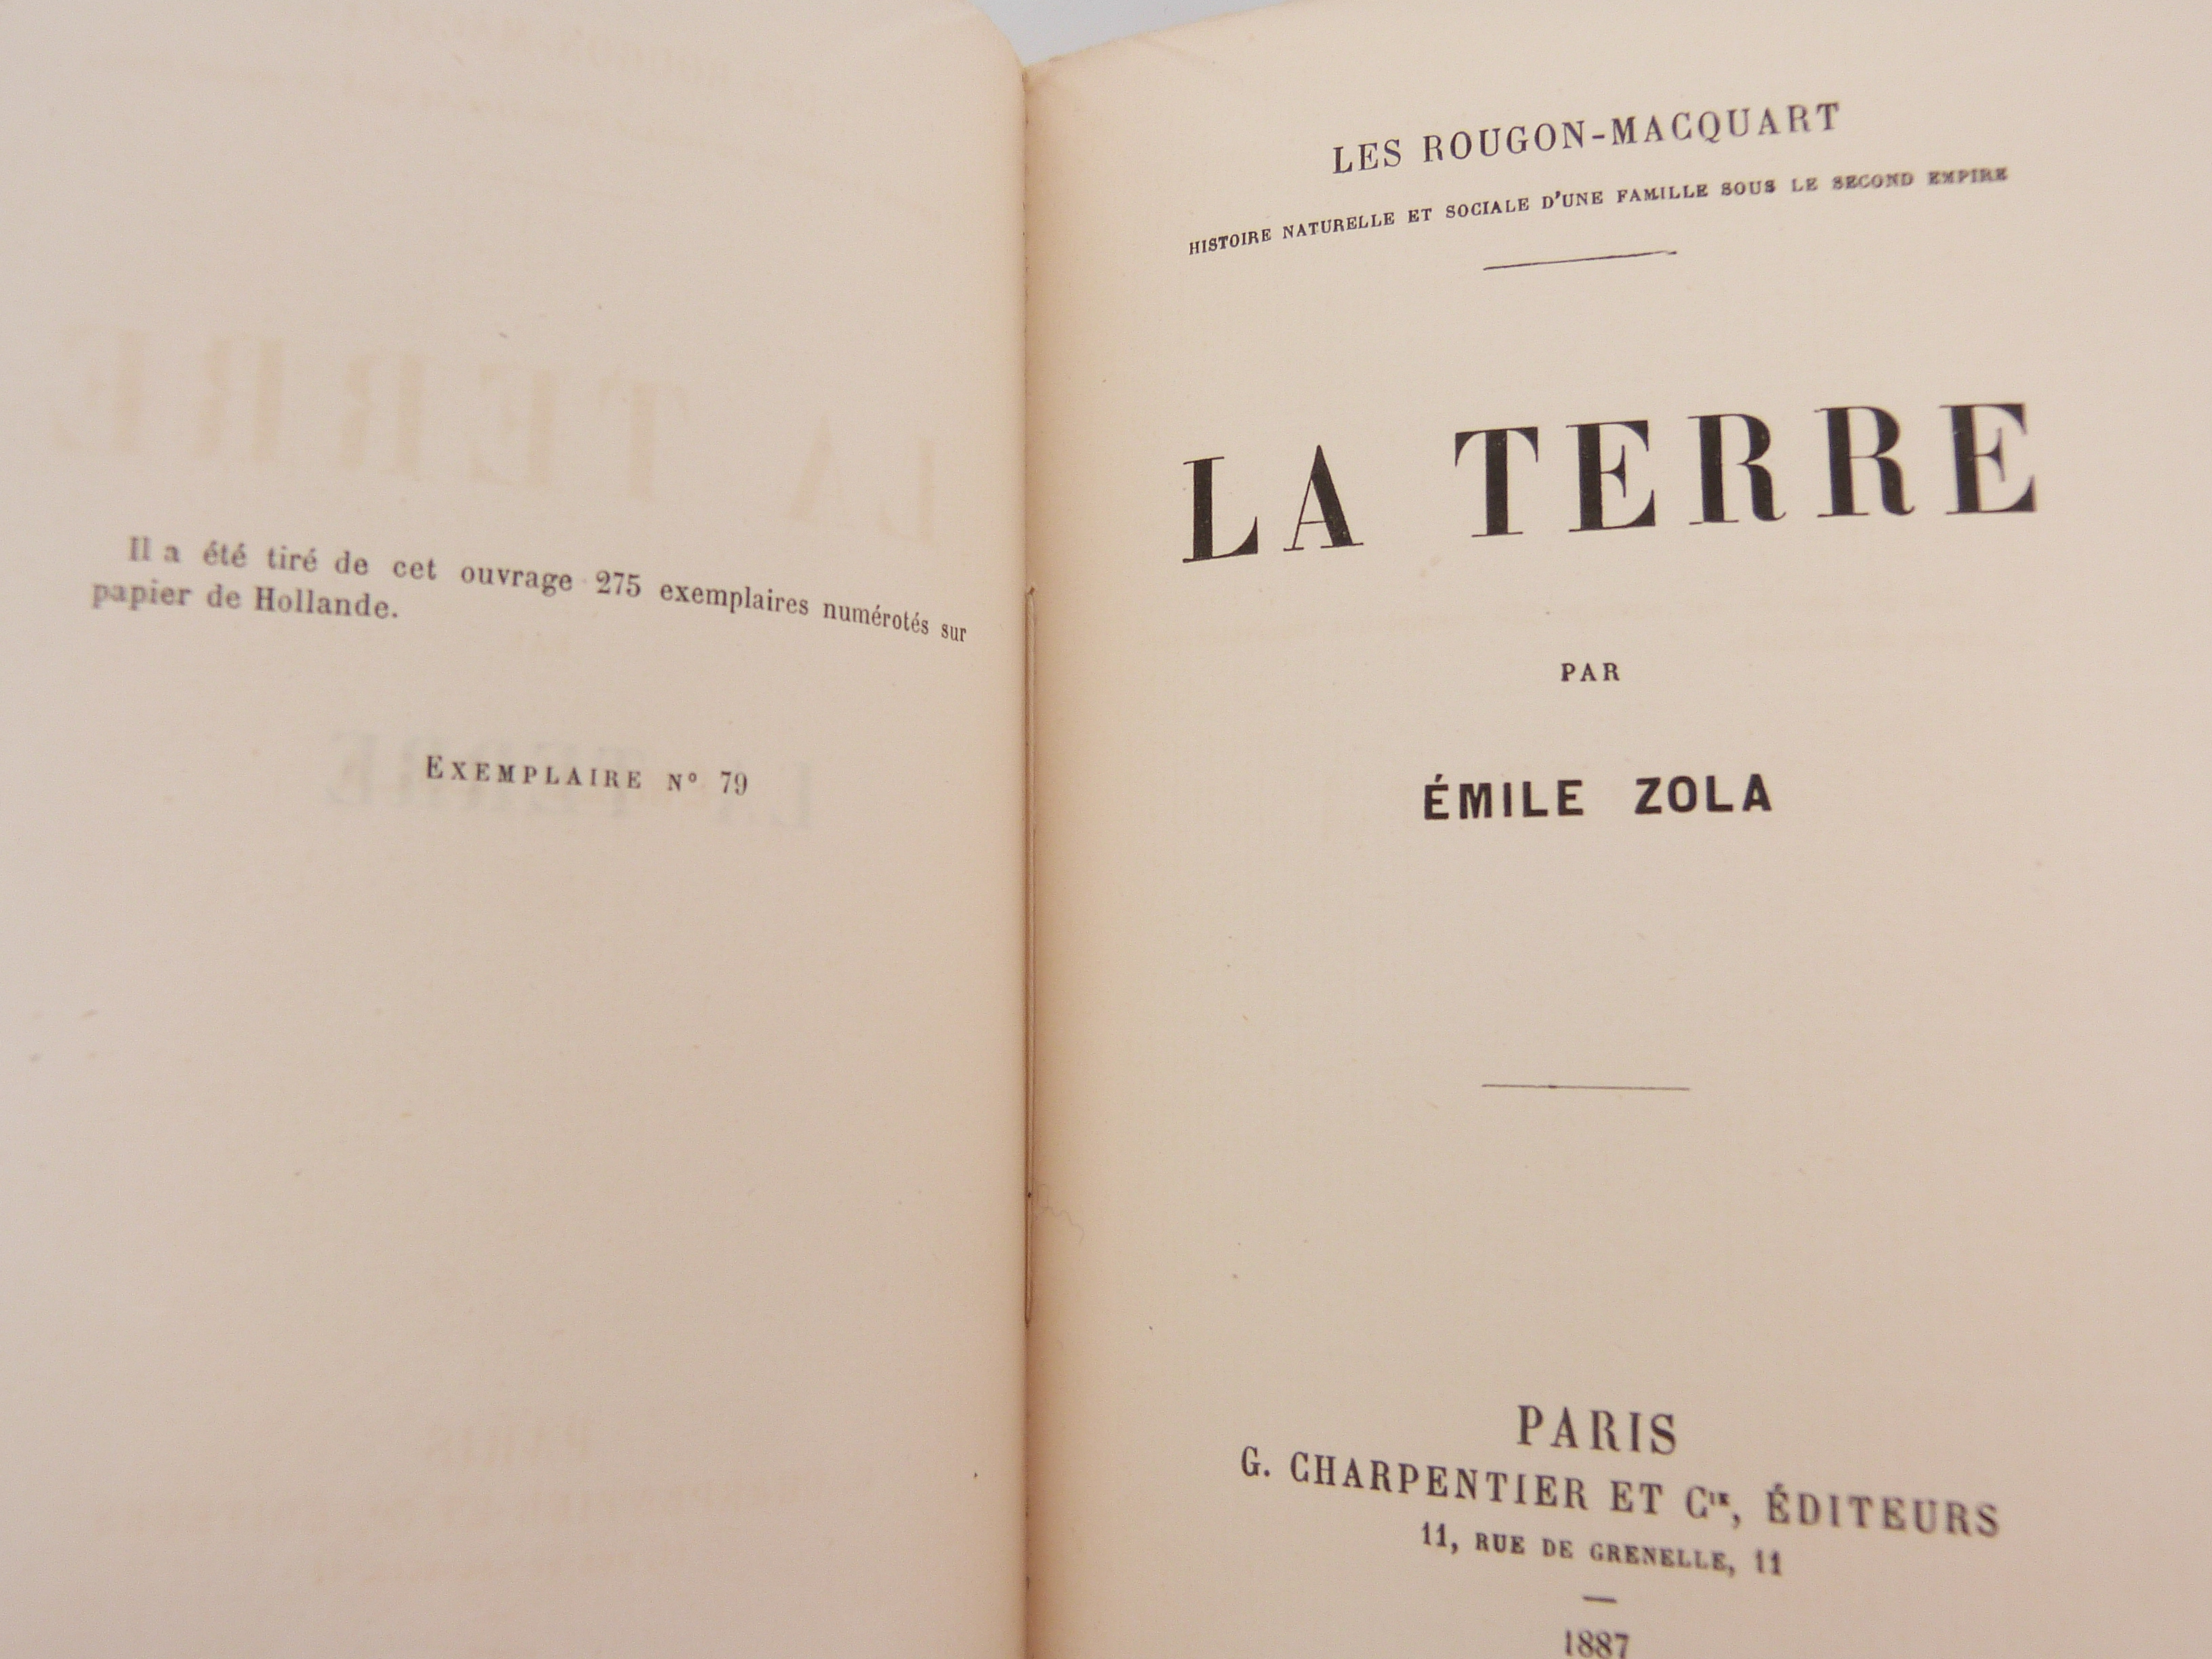 Il a été tiré de cet ouvrage 275 exemplaires numérotés sur
papier de Hollande.
EXEMPLAIRE N° 79
LES ROUGON-MACQUART
HISTOIRE NATURELLE ET SOCIALE D'UNE FAMILLE SOUS LE SECOND EMPIRE
LA TERRE
PAR
ÉMILE ZOLA
PARIS
G. CHARPENTIER ET Cie, ÉDITEURS
11, RUE DE GRENELLE, 11
1887